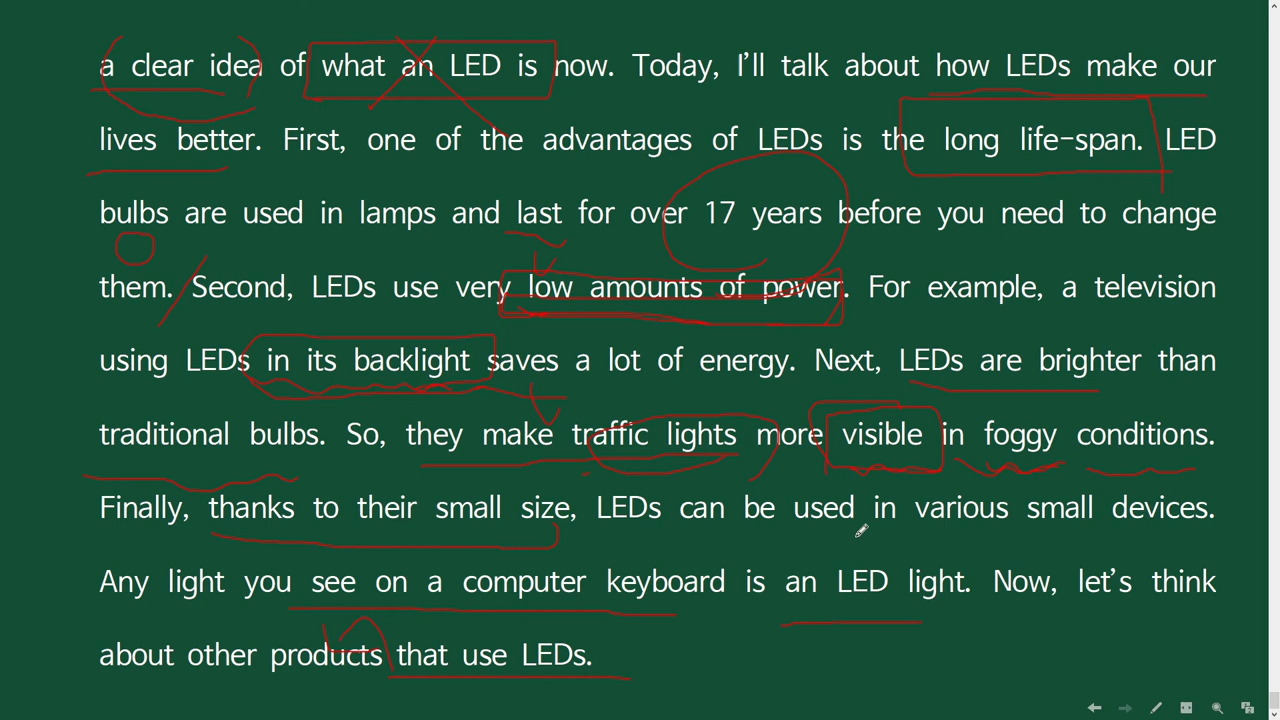 a clear idea of what an LED is now. Today, I'll talk about how LEDs make our
lives better. First, one of the advantages of LEDs is the long life-span. LED
bulbs are used in lamps and last for over 17 years before you need to change
them. Second, LEDs use very low amounts of power. For example, a television
using LEDs in its backlight saves a lot of energy. Next, LEDs are brighter than
traditional bulbs. So, they make traffic lights more visible in foggy conditions.
Finally, thanks to their small size, LEDs can be used in various small devices.
Any light you see on a computer keyboard is an LED light. Now, let's think
about other products that use LEDs.